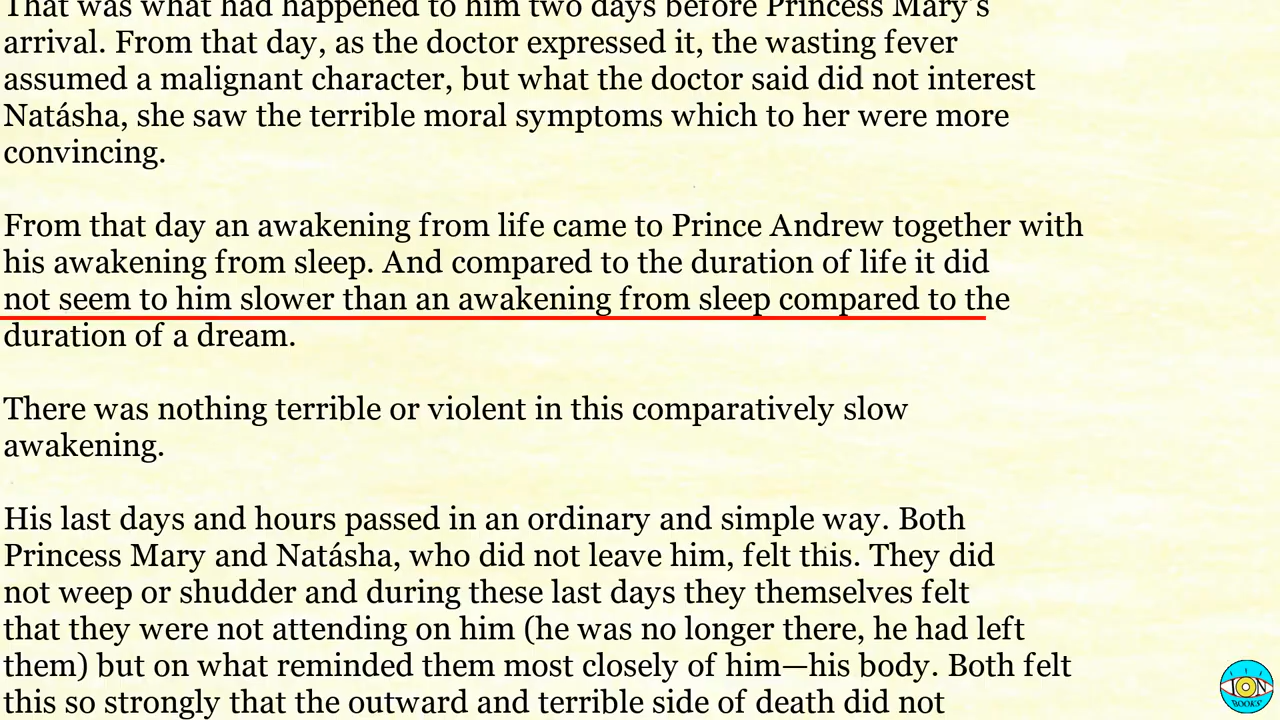 That was what had happened to him two days before Princess Mary's
arrival. From that day, as the doctor expressed it, the wasting fever
assumed a malignant character, but what the doctor said did not interest
Natásha, she saw the terrible moral symptoms which to her were more
convincing.
From that day an awakening from life came to Prince Andrew together with
his awakening from sleep. And compared to the duration of life it did
not seem to him slower than an awakening from sleep compared to the
duration of a dream.
There was nothing terrible or violent in this comparatively slow
awakening.
His last days and hours passed in an ordinary and simple way. Both
Princess Mary and Natásha, who did not leave him, felt this. They did
not weep or shudder and during these last days they themselves felt
that they were not attending on him (he was no longer there, he had left
them) but on what reminded them most closely of him—his body. Both felt
this so strongly that the outward and terrible side of death did not
ION
BOOKS